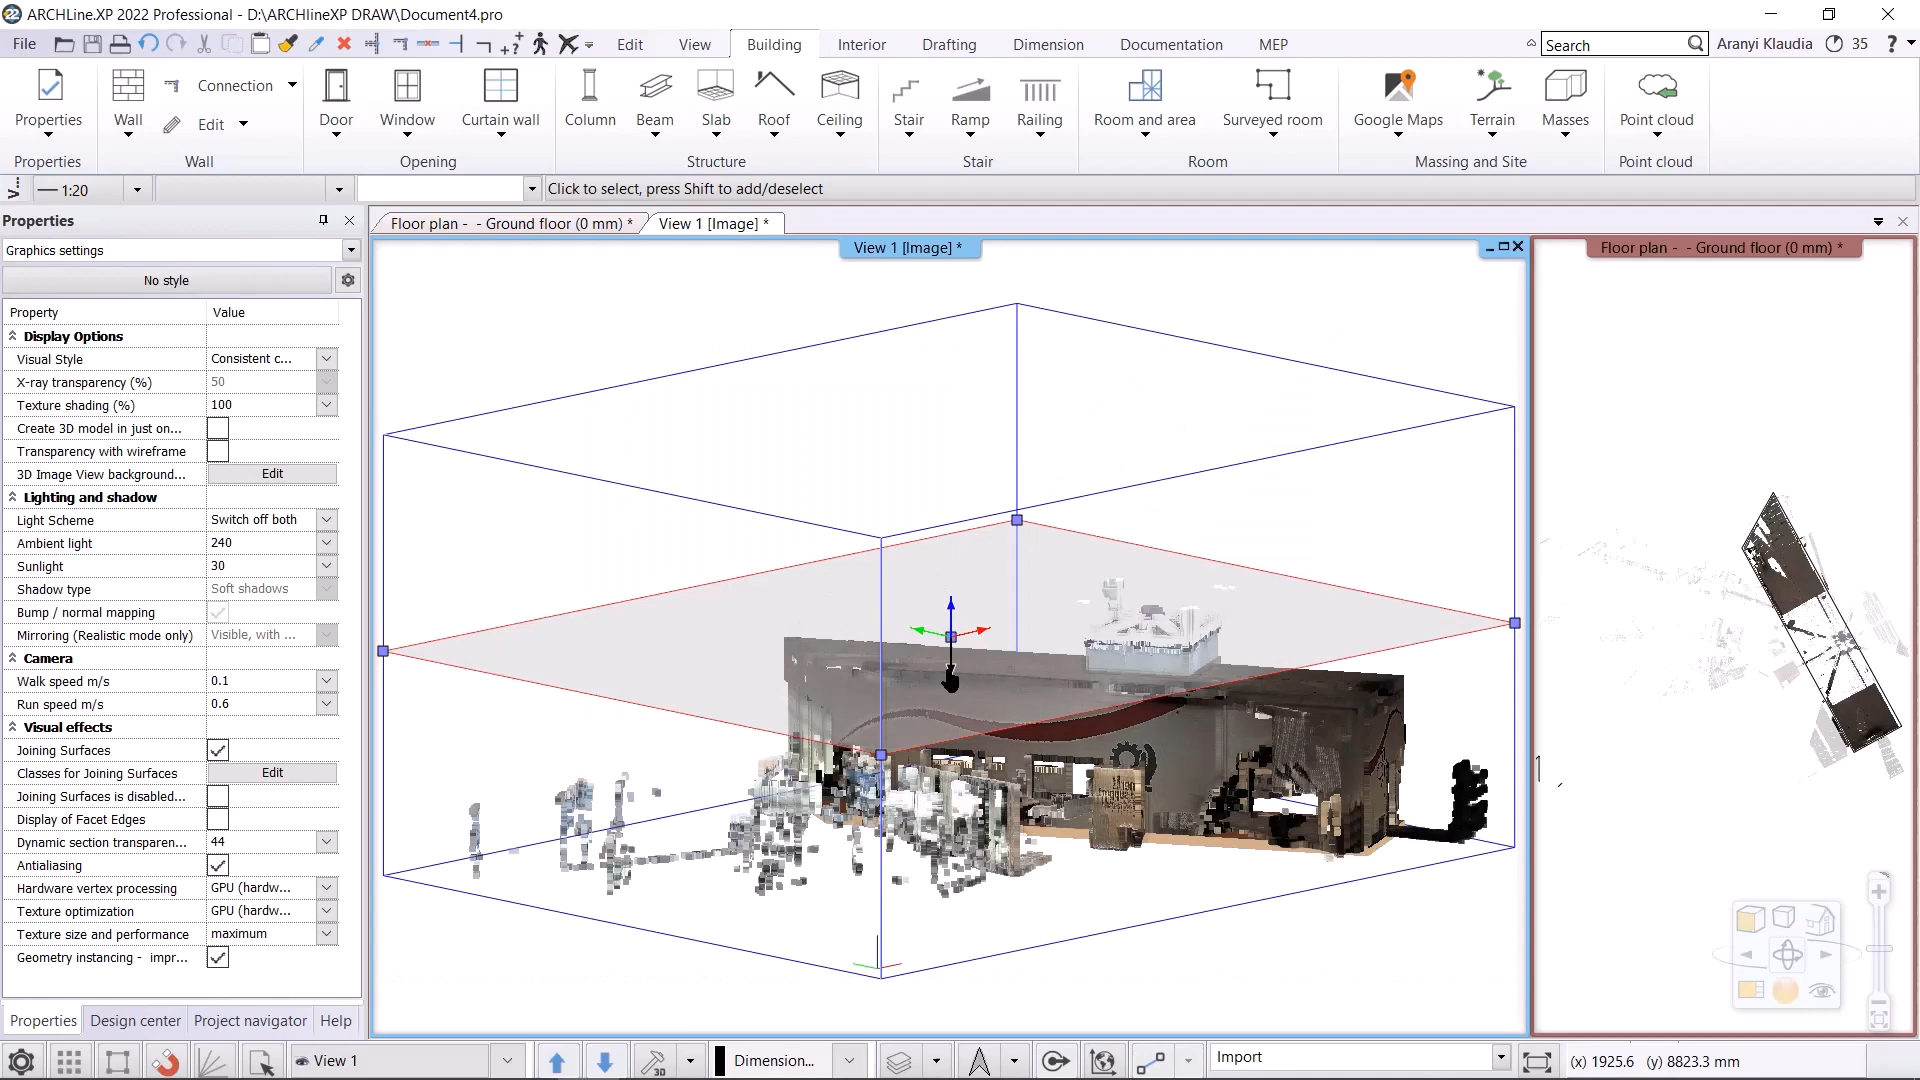 ARCHLine.XP 2022 Professional - D:\ARCHlineXP DRAW\Document4.pro
File Edit View Building Interior Drafting Dimension Documentation MEP Search Aranyi Klaudia 35 ?
Properties Wall Connection Edit Door Window Curtain wall Column Beam Slab Roof Ceiling Stair Ramp Railing Room and area Surveyed room Google Maps Terrain Masses Point cloud
Properties Wall Opening Structure Stair Room Massing and Site Point cloud
1:20 Click to select, press Shift to add/deselect
Properties
Floor plan - - Ground floor (0 mm) * View 1 [Image] *
View 1 [Image] * Floor plan - - Ground floor (0 mm) *
Graphics settings
No style
Property Value
Display Options
Visual Style Consistent c...
X-ray transparency (%) 50
Texture shading (%) 100
Create 3D model in just on...
Transparency with wireframe
3D Image View background... Edit
Lighting and shadow
Light Scheme Switch off both
Ambient light 240
Sunlight 30
Shadow type Soft shadows
Bump / normal mapping
Mirroring (Realistic mode only) Visible, with ...
Camera
Walk speed m/s 0.1
Run speed m/s 0.6
Visual effects
Joining Surfaces
Classes for Joining Surfaces Edit
Joining Surfaces is disabled...
Display of Facet Edges
Dynamic section transparen... 44
Antialiasing
Hardware vertex processing GPU (hardw...
Texture optimization GPU (hardw...
Texture size and performance maximum
Geometry instancing - impr...
Properties Design center Project navigator Help
View 1 3D Dimension... Import (x) 1925.6 (y) 8823.3 mm